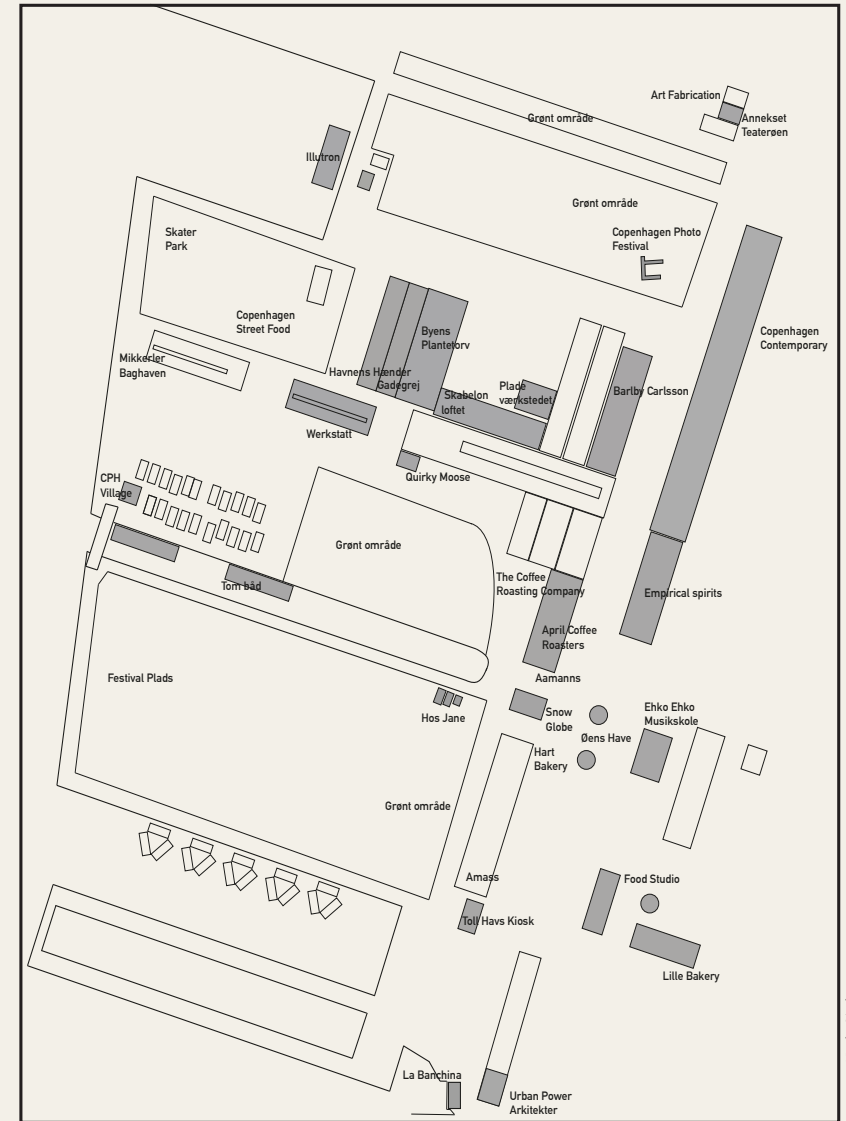 Art Fabrication
Grønt område
Annekset
Teaterøen
Illutron
Grønt område
Skater
Park
Copenhagen Photo
Festival
Copenhagen
Street Food
Byens
Plantetorv
Copenhagen
Contemporary
Mikkerler
Baghaven
Havnens Hænder
Gadegrej
Skabelon
loftet
Plade
værkstedet
Barlby Carlsson
Werkstatt
Quirky Moose
CPH
Village
Grønt område
Tom båd
The Coffee
Roasting Company
Empirical spirits
April Coffee
Roasters
Festival Plads
Aamanns
Hos Jane
Snow
Globe
Ehko Ehko
Musikskole
Øens Have
Hart
Bakery
Grønt område
Amass
Food Studio
Toll Havs Kiosk
Lille Bakery
La Banchina
Urban Power
Arkitekter